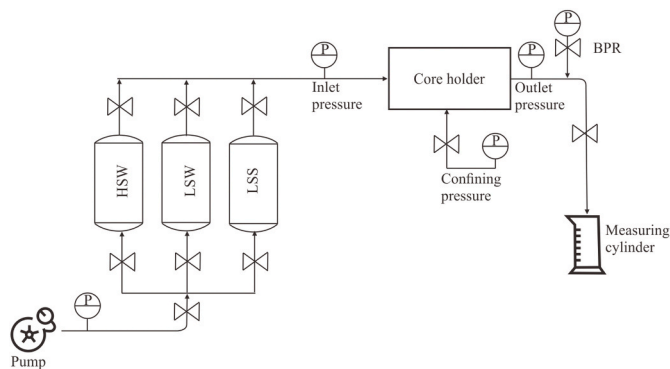 P
P
P
BPR
Core holder
Inlet
pressure
Outlet
pressure
P
HSW
LSW
LSS
Confining
pressure
Measuring
cylinder
P
Pump